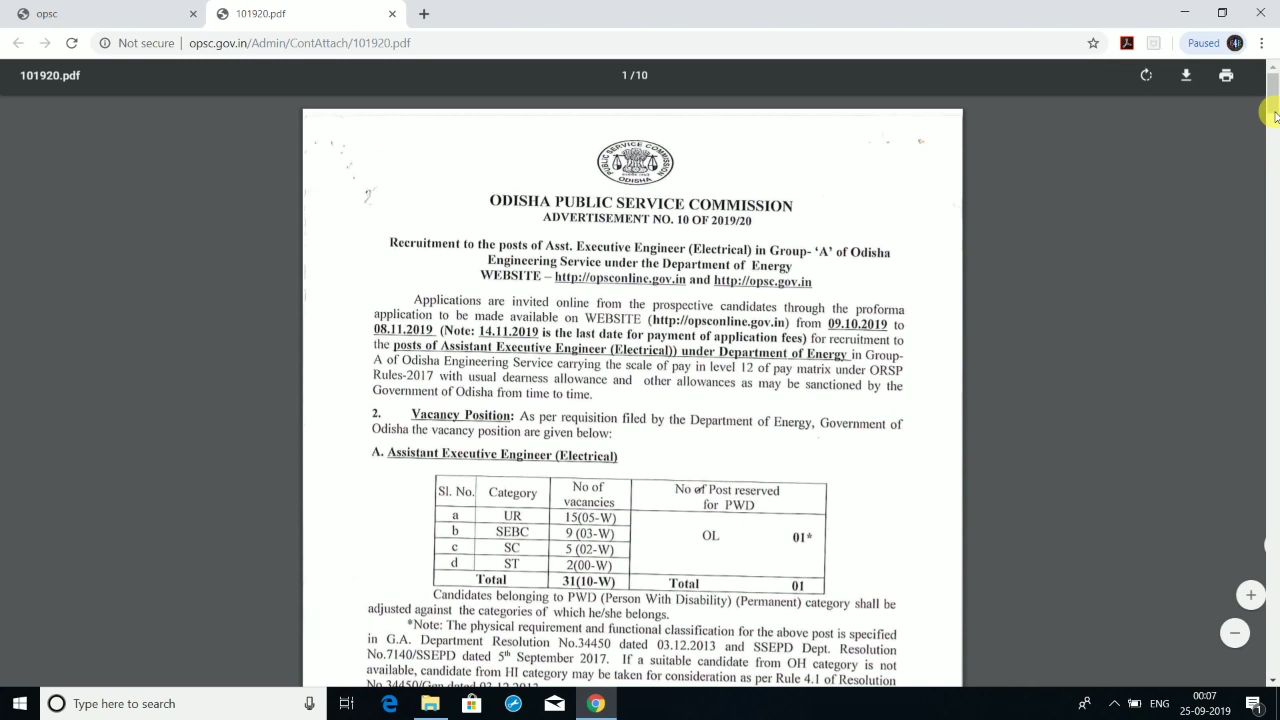 opsc
101920.pdf
Not secure | opsc.gov.in/Admin/ContAttach/101920.pdf
Paused
101920.pdf
1 / 10
PUBLIC SERVICE COMMISSION
ODISHA
ODISHA PUBLIC SERVICE COMMISSION
ADVERTISEMENT NO. 10 OF 2019/20
Recruitment to the posts of Asst. Executive Engineer (Electrical) in Group- ‘A’ of Odisha
Engineering Service under the Department of Energy
WEBSITE – http://opsconline.gov.in and http://opsc.gov.in
Applications are invited online from the prospective candidates through the proforma
application to be made available on WEBSITE (http://opsconline.gov.in) from 09.10.2019 to
08.11.2019 (Note: 14.11.2019 is the last date for payment of application fees) for recruitment to
the posts of Assistant Executive Engineer (Electrical)) under Department of Energy in Group-
A of Odisha Engineering Service carrying the scale of pay in level 12 of pay matrix under ORSP
Rules-2017 with usual dearness allowance and other allowances as may be sanctioned by the
Government of Odisha from time to time.
2. Vacancy Position: As per requisition filed by the Department of Energy, Government of
Odisha the vacancy position are given below:
A. Assistant Executive Engineer (Electrical)
Sl. No. Category No of vacancies No of Post reserved for PWD
a UR 15(05-W)
b SEBC 9 (03-W) OL 01*
c SC 5 (02-W)
d ST 2(00-W)
Total 31(10-W) Total 01
Candidates belonging to PWD (Person With Disability) (Permanent) category shall be
adjusted against the categories of which he/she belongs.
*Note: The physical requirement and functional classification for the above post is specified
in G.A. Department Resolution No.34450 dated 03.12.2013 and SSEPD Dept. Resolution
No.7140/SSEPD dated 5th September 2017. If a suitable candidate from OH category is not
available, candidate from HI category may be taken for consideration as per Rule 4.1 of Resolution
No.34450/Gen dated 03.12.2013
Type here to search
ENG
00:07
25-09-2019
1